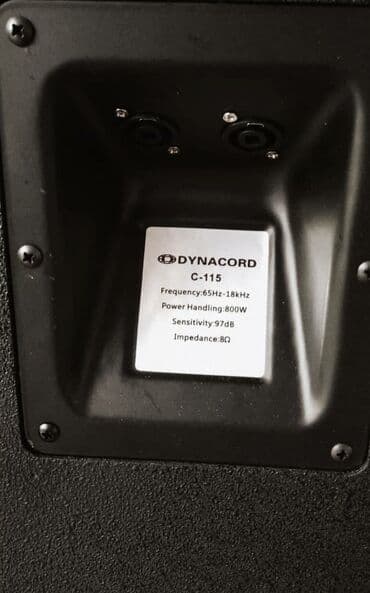 DYNACORD
C-115
Frequency:65Hz-18kHz
Power Handling:800W
Sensitivity:97dB
Impedance:8Ω